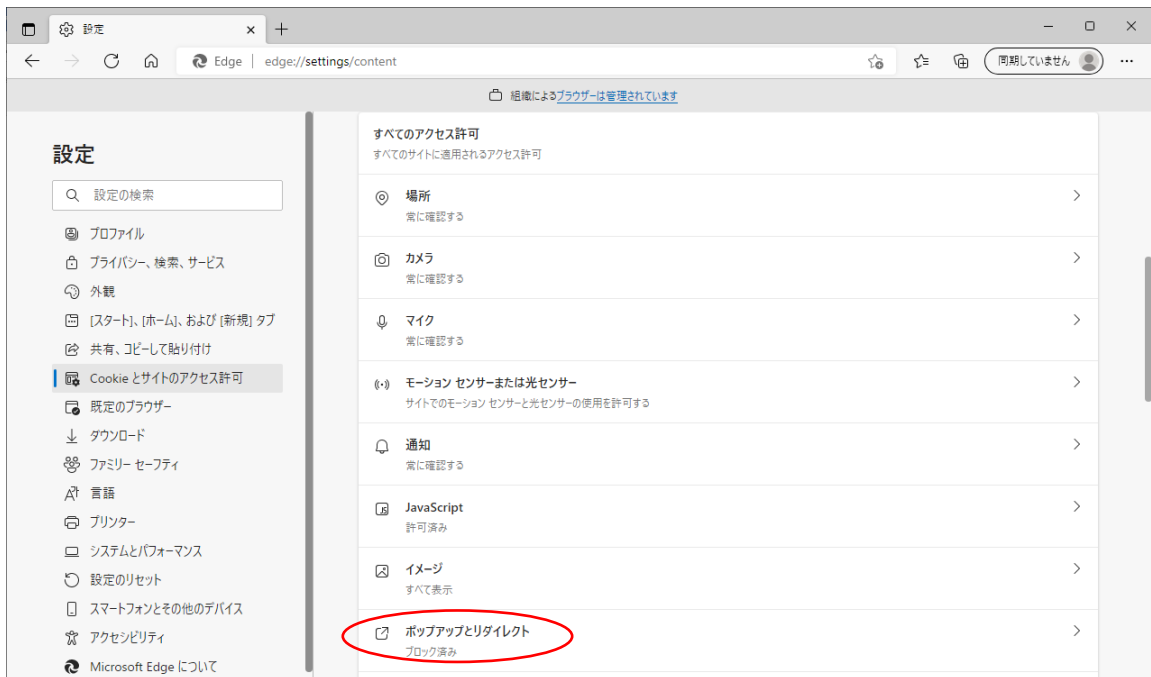 設定
Edge
edge://settings/content
同期していません
組織によるブラウザーは管理されています
設定
設定の検索
プロファイル
プライバシー、検索、サービス
外観
[スタート]、[ホーム]、および [新規] タブ
共有、コピーして貼り付け
Cookie とサイトのアクセス許可
既定のブラウザー
ダウンロード
ファミリー セーフティ
言語
プリンター
システムとパフォーマンス
設定のリセット
スマートフォンとその他のデバイス
アクセシビリティ
Microsoft Edge について
すべてのアクセス許可
すべてのサイトに適用されるアクセス許可
場所
常に確認する
カメラ
常に確認する
マイク
常に確認する
モーション センサーまたは光センサー
サイトでのモーション センサーと光センサーの使用を許可する
通知
常に確認する
JavaScript
許可済み
イメージ
すべて表示
ポップアップとリダイレクト
ブロック済み